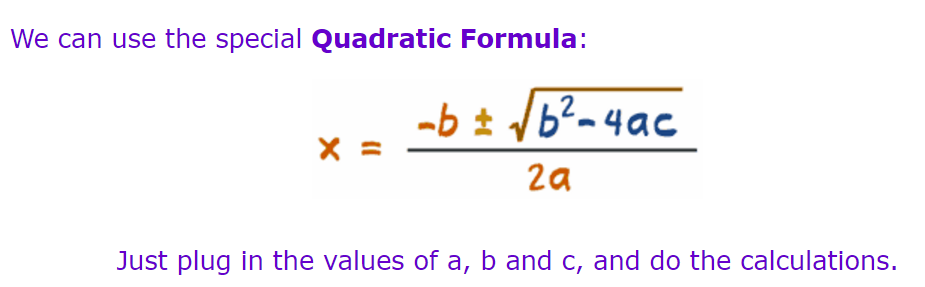 We can use the special Quadratic Formula:
x = -b ± √b²-4ac
2a
Just plug in the values of a, b and c, and do the calculations.